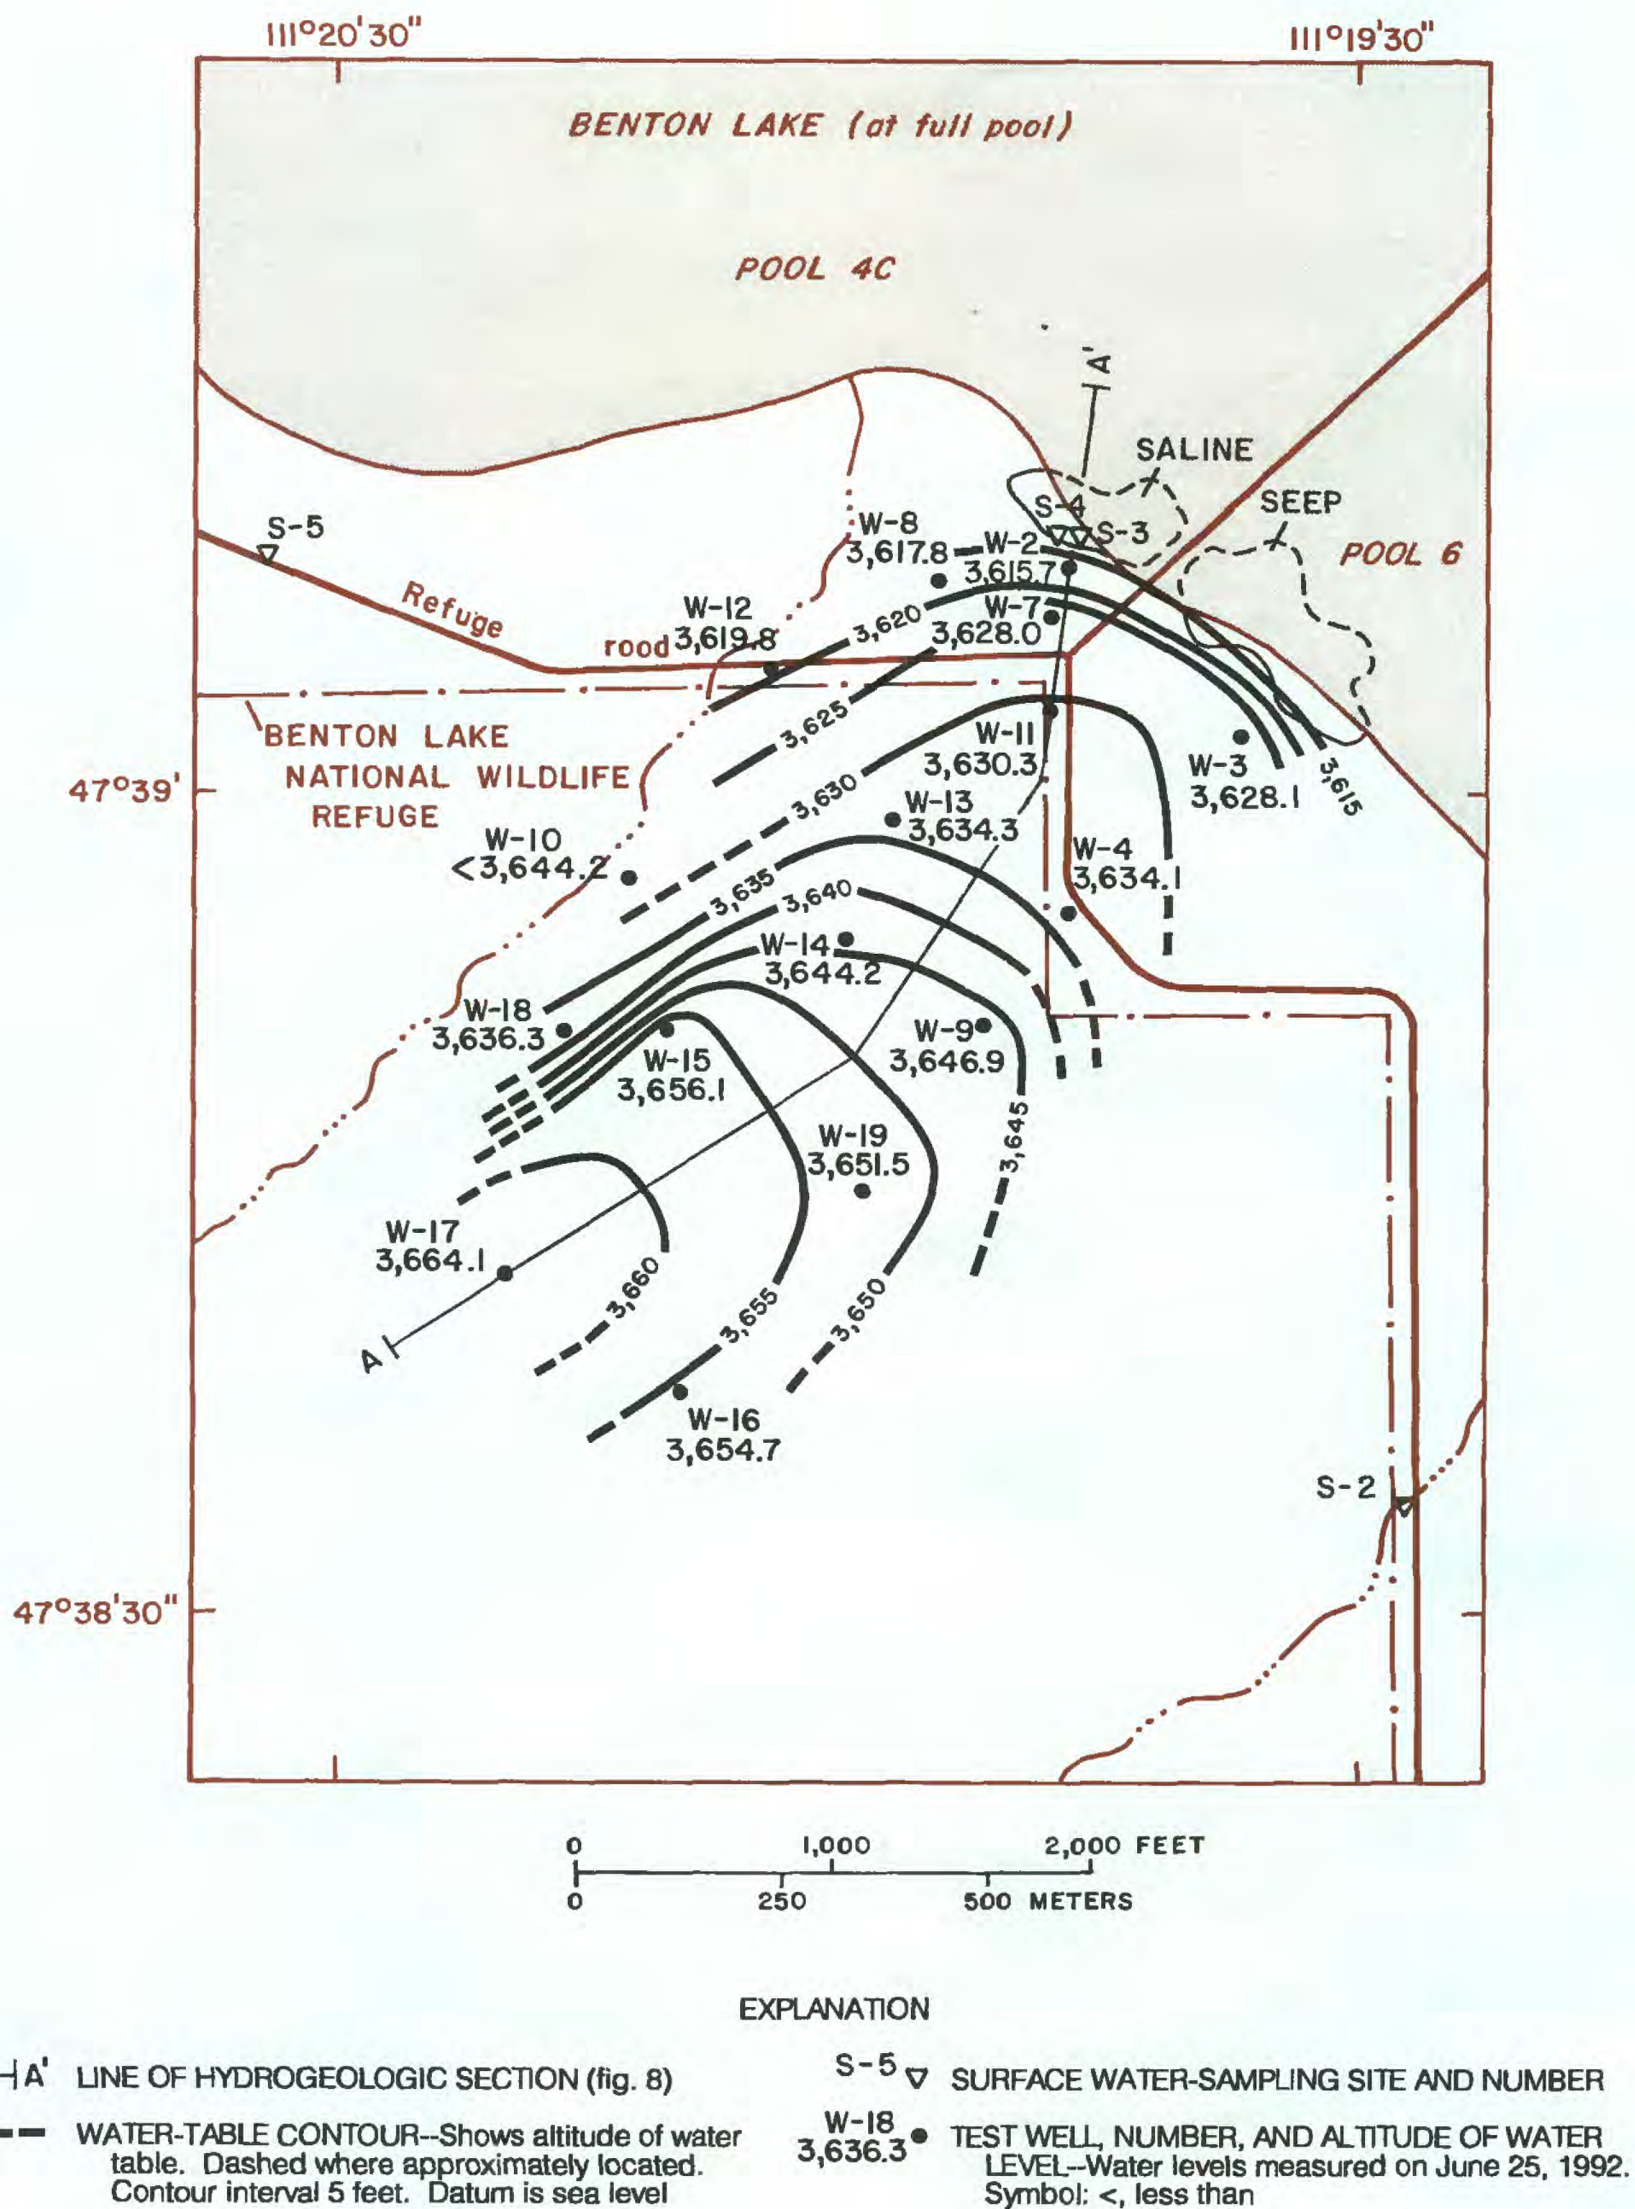 111°20'30" 111°19'30"
BENTON LAKE (at full pool)
POOL 4C
A'
SALINE
SEEP
S-4
S-3
POOL 6
S-5
W-8
3,617.8
W-2
3,615.7
Refuge
rood
W-12
3,619.8
3,620
W-7
3,628.0
3,625
BENTON LAKE
NATIONAL WILDLIFE
REFUGE
W-11
3,630.3
W-3
3,628.1
3,615
47°39'
3,630
W-13
3,634.3
W-10
<3,644.2
W-4
3,634.1
3,635
3,640
W-14
3,644.2
W-18
3,636.3
W-15
3,656.1
W-9
3,646.9
3,645
W-19
3,651.5
W-17
3,664.1
3,660
3,655
3,650
A
W-16
3,654.7
S-2
47°38'30"
0 1,000 2,000 FEET
0 250 500 METERS
EXPLANATION
A' LINE OF HYDROGEOLOGIC SECTION (fig. 8)
WATER-TABLE CONTOUR--Shows altitude of water
table. Dashed where approximately located.
Contour interval 5 feet. Datum is sea level
S-5 SURFACE WATER-SAMPLING SITE AND NUMBER
W-18
3,636.3
TEST WELL, NUMBER, AND ALTITUDE OF WATER
LEVEL--Water levels measured on June 25, 1992.
Symbol: <, less than